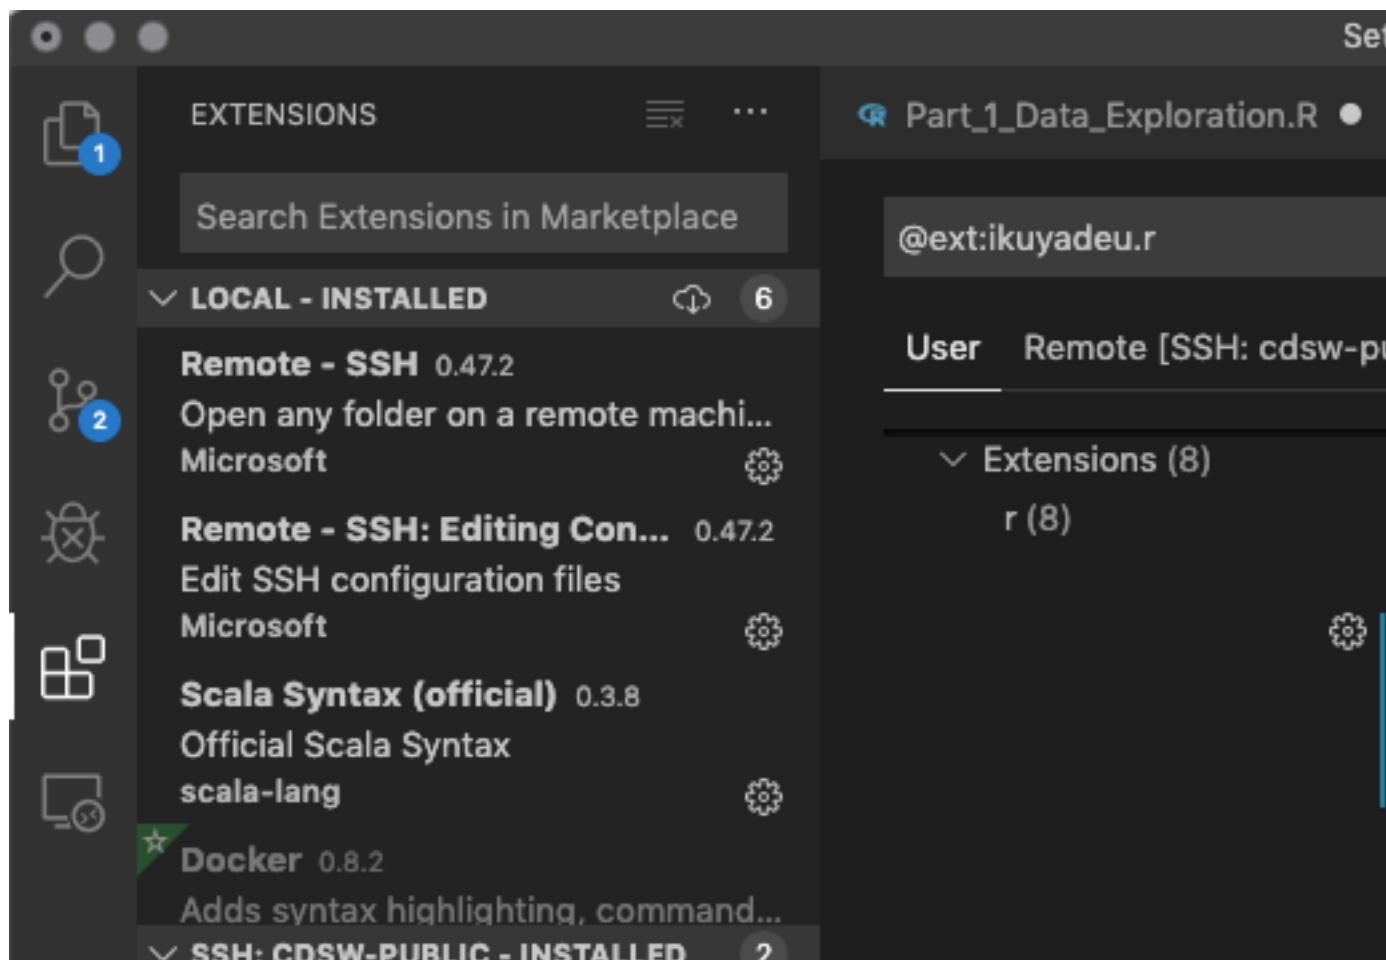 Set
EXTENSIONS
Part_1_Data_Exploration.R
1
Search Extensions in Marketplace
@ext:ikuyadeu.r
LOCAL - INSTALLED 6
User Remote [SSH: cdsw-pu
Remote - SSH 0.47.2
Open any folder on a remote machi...
Microsoft
2
Extensions (8)
r (8)
Remote - SSH: Editing Con... 0.47.2
Edit SSH configuration files
Microsoft
Scala Syntax (official) 0.3.8
Official Scala Syntax
scala-lang
Docker 0.8.2
Adds syntax highlighting, command...
SSH: CDSW-PUBLIC - INSTALLED 2